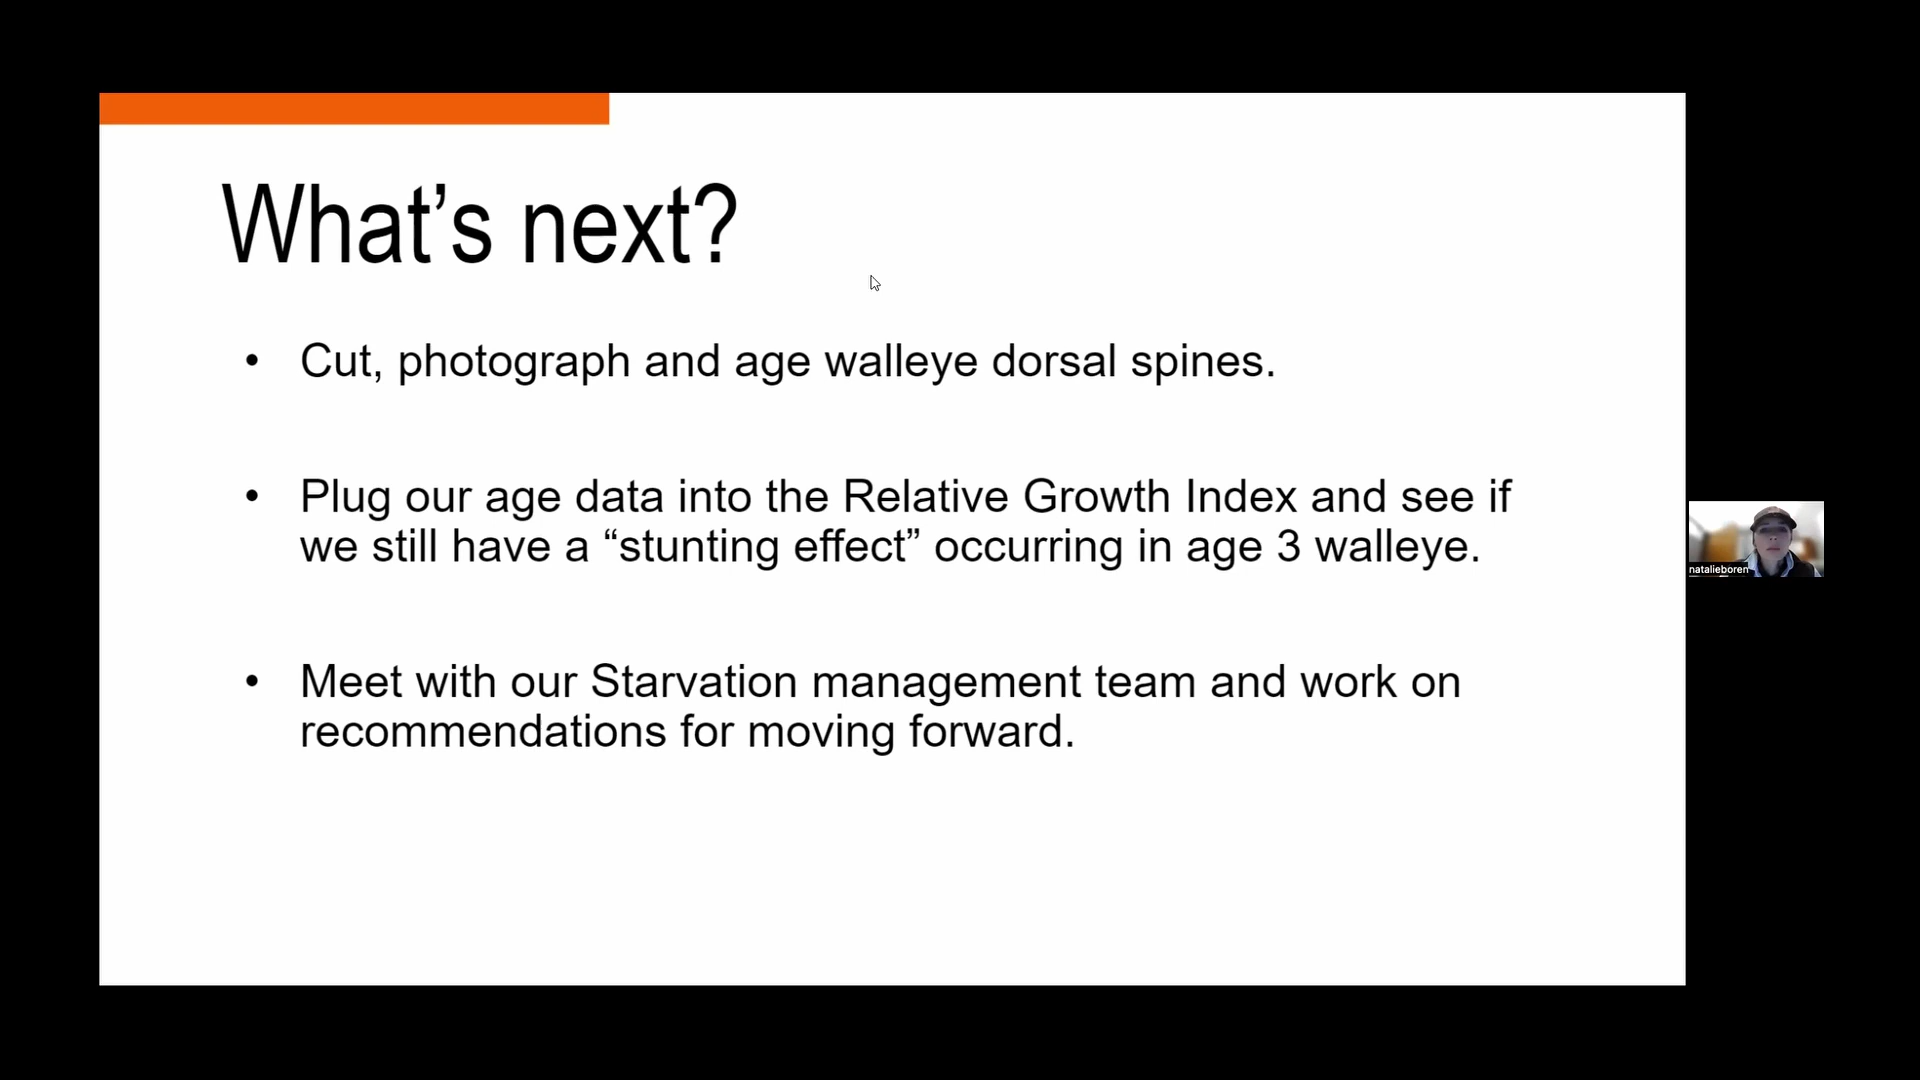 What’s next?
• Cut, photograph and age walleye dorsal spines.
• Plug our age data into the Relative Growth Index and see if
we still have a “stunting effect” occurring in age 3 walleye.
natalieboren
• Meet with our Starvation management team and work on
recommendations for moving forward.